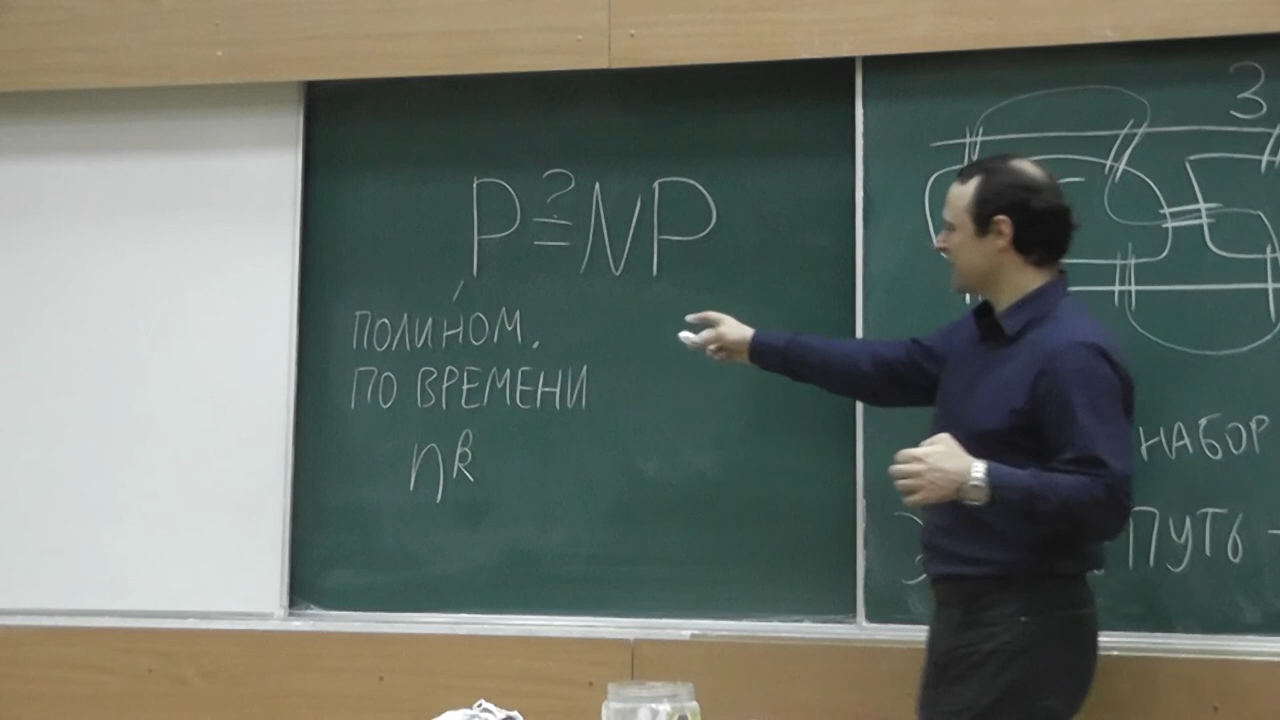 P ≟ NP
ПОЛИНОМ.
ПО ВРЕМЕНИ
n^k
3
НАБОР
ПУТЬ -